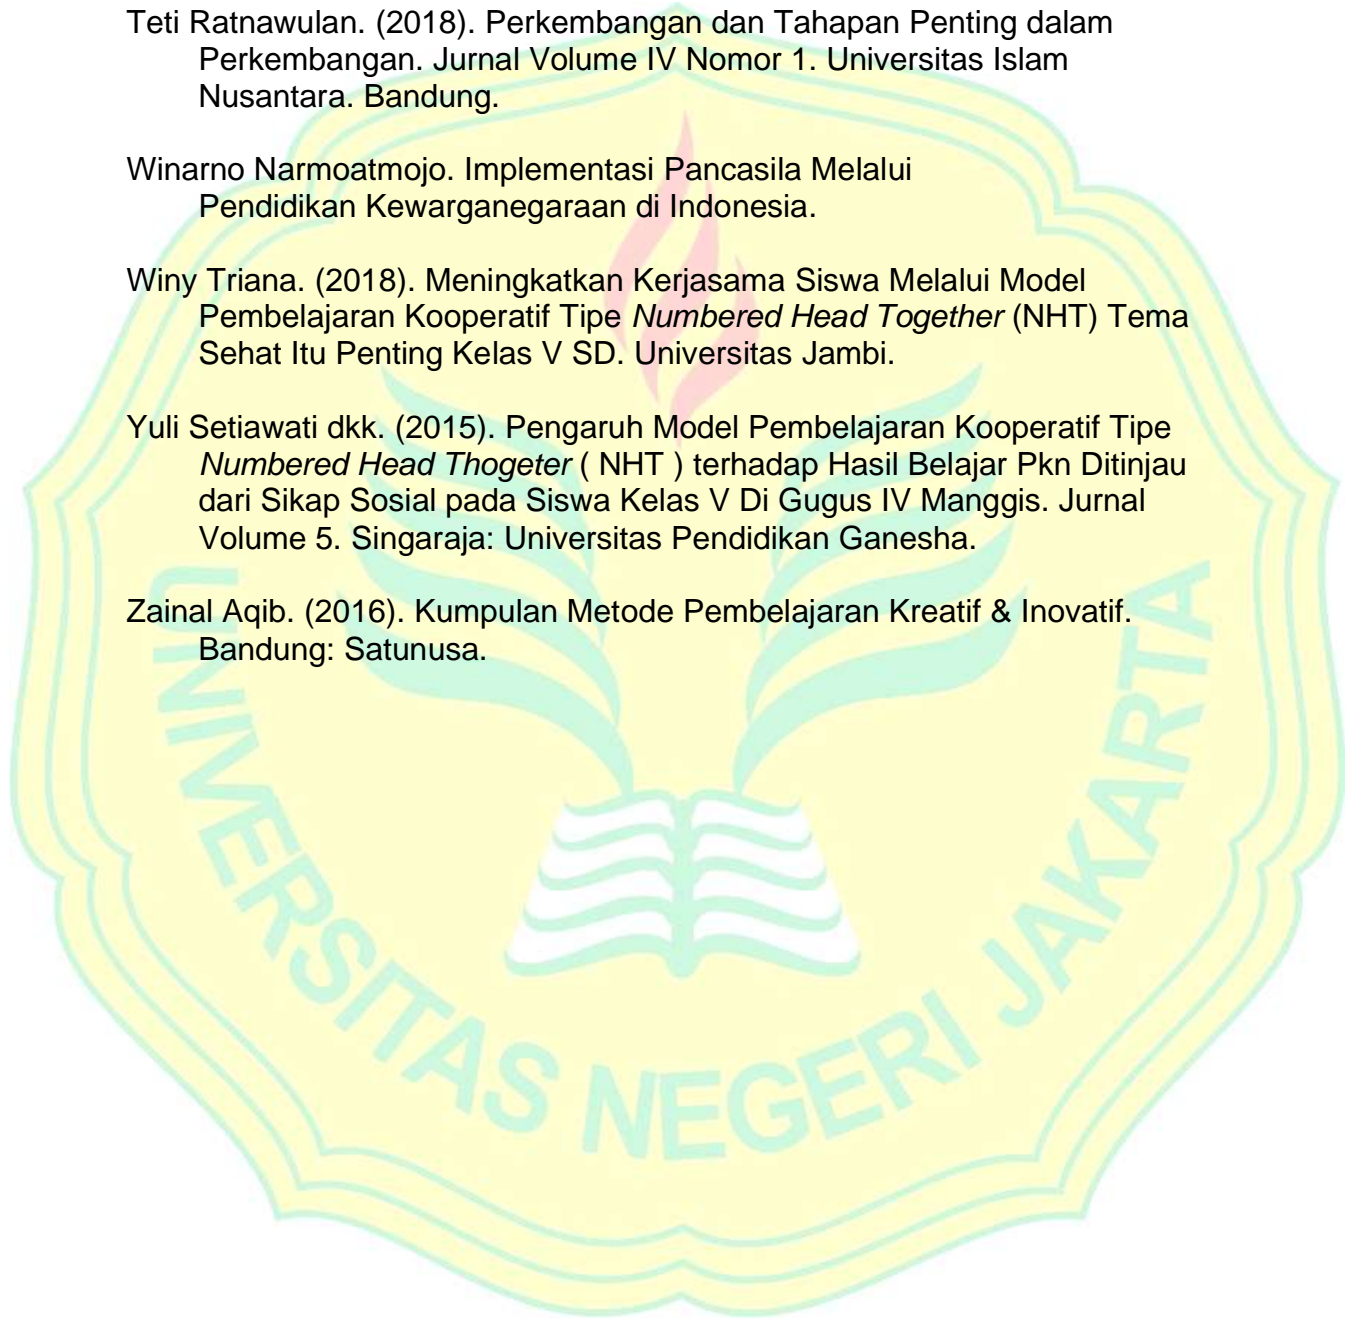 Teti Ratnawulan. (2018). Perkembangan dan Tahapan Penting dalam
Perkembangan. Jurnal Volume IV Nomor 1. Universitas Islam
Nusantara. Bandung.
Winarno Narmoatmojo. Implementasi Pancasila Melalui
Pendidikan Kewarganegaraan di Indonesia.
Winy Triana. (2018). Meningkatkan Kerjasama Siswa Melalui Model
Pembelajaran Kooperatif Tipe Numbered Head Together (NHT) Tema
Sehat Itu Penting Kelas V SD. Universitas Jambi.
Yuli Setiawati dkk. (2015). Pengaruh Model Pembelajaran Kooperatif Tipe
Numbered Head Thogeter ( NHT ) terhadap Hasil Belajar Pkn Ditinjau
dari Sikap Sosial pada Siswa Kelas V Di Gugus IV Manggis. Jurnal
Volume 5. Singaraja: Universitas Pendidikan Ganesha.
Zainal Aqib. (2016). Kumpulan Metode Pembelajaran Kreatif & Inovatif.
Bandung: Satunusa.
UNIVERSITAS NEGERI JAKARTA